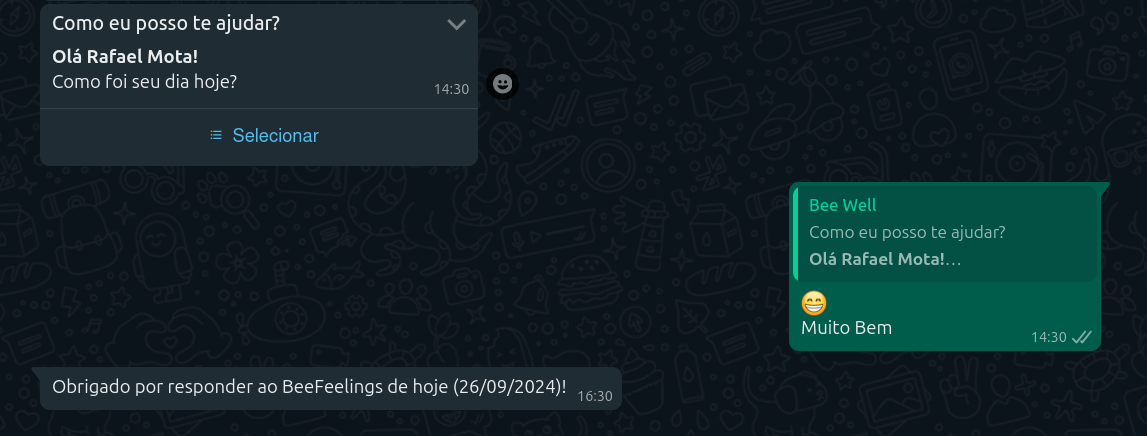 Como eu posso te ajudar?
Olá Rafael Mota!
Como foi seu dia hoje?
14:30
Selecionar
Bee Well
Como eu posso te ajudar?
Olá Rafael Mota!...
😁
Muito Bem
14:30
Obrigado por responder ao BeeFeelings de hoje (26/09/2024)!
16:30